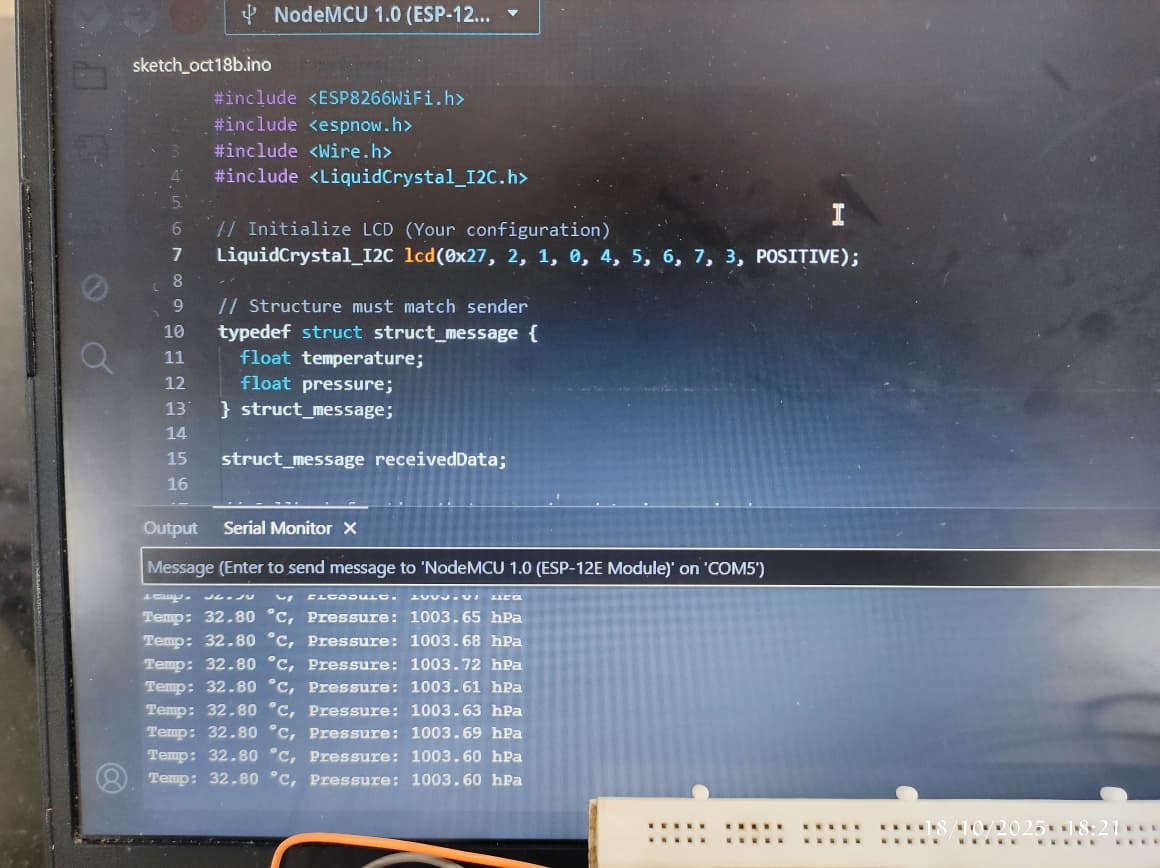 NodeMCU 1.0 (ESP-12...
sketch_oct18b.ino
#include <ESP8266WiFi.h>
#include <espnow.h>
3 #include <Wire.h>
4 #include <LiquidCrystal_I2C.h>
5
6 // Initialize LCD (Your configuration)
7 LiquidCrystal_I2C lcd(0x27, 2, 1, 0, 4, 5, 6, 7, 3, POSITIVE);
8
9 // Structure must match sender
10 typedef struct struct_message {
11 float temperature;
12 float pressure;
13 } struct_message;
14
15 struct_message receivedData;
16
Output Serial Monitor
Message (Enter to send message to 'NodeMCU 1.0 (ESP-12E Module)' on 'COM5')
Temp: 32.80 °C, Pressure: 1003.65 hPa
Temp: 32.80 °C, Pressure: 1003.68 hPa
Temp: 32.80 °C, Pressure: 1003.72 hPa
Temp: 32.80 °C, Pressure: 1003.61 hPa
Temp: 32.80 °C, Pressure: 1003.63 hPa
Temp: 32.80 °C, Pressure: 1003.69 hPa
Temp: 32.80 °C, Pressure: 1003.60 hPa
Temp: 32.80 °C, Pressure: 1003.60 hPa
18/10/2025 18:21